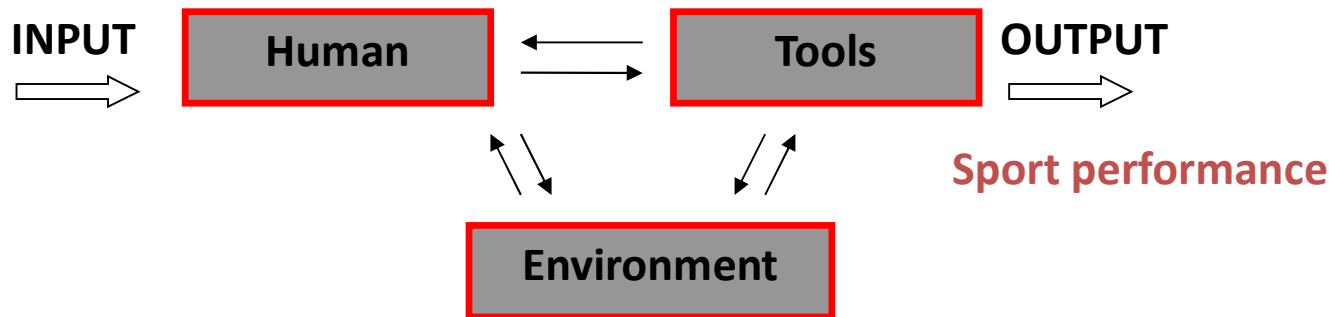 INPUT
Human
Tools
OUTPUT
Sport performance
Environment